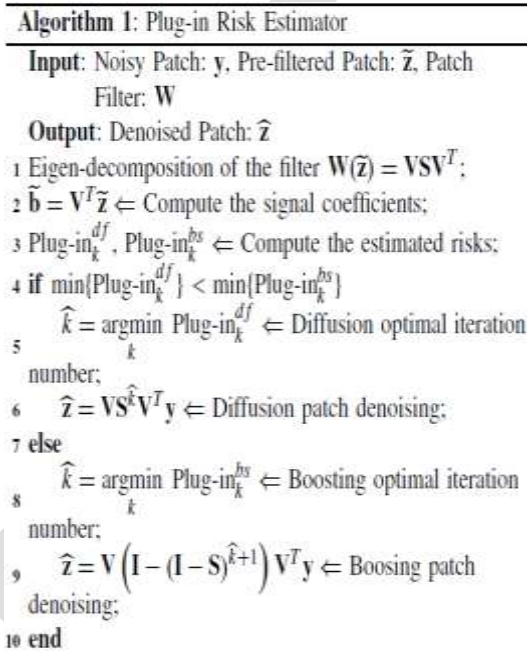 Algorithm 1: Plug-in Risk Estimator
Input: Noisy Patch: y, Pre-filtered Patch: z̃, Patch
Filter: W
Output: Denoised Patch: ẑ
1 Eigen-decomposition of the filter W(z̃) = VSV^T;
2 b̃ = V^T z̃ ⇐ Compute the signal coefficients;
3 Plug-in_k^{df}, Plug-in_k^{bs} ⇐ Compute the estimated risks;
4 if min{Plug-in_k^{df}} < min{Plug-in_k^{bs}}
5 k̂ = argmin_k Plug-in_k^{df} ⇐ Diffusion optimal iteration
number;
6 ẑ = VS^{k̂}V^T y ⇐ Diffusion patch denoising;
7 else
8 k̂ = argmin_k Plug-in_k^{bs} ⇐ Boosting optimal iteration
number;
9 ẑ = V (I − (I − S)^{k̂+1}) V^T y ⇐ Boosing patch
denoising;
10 end